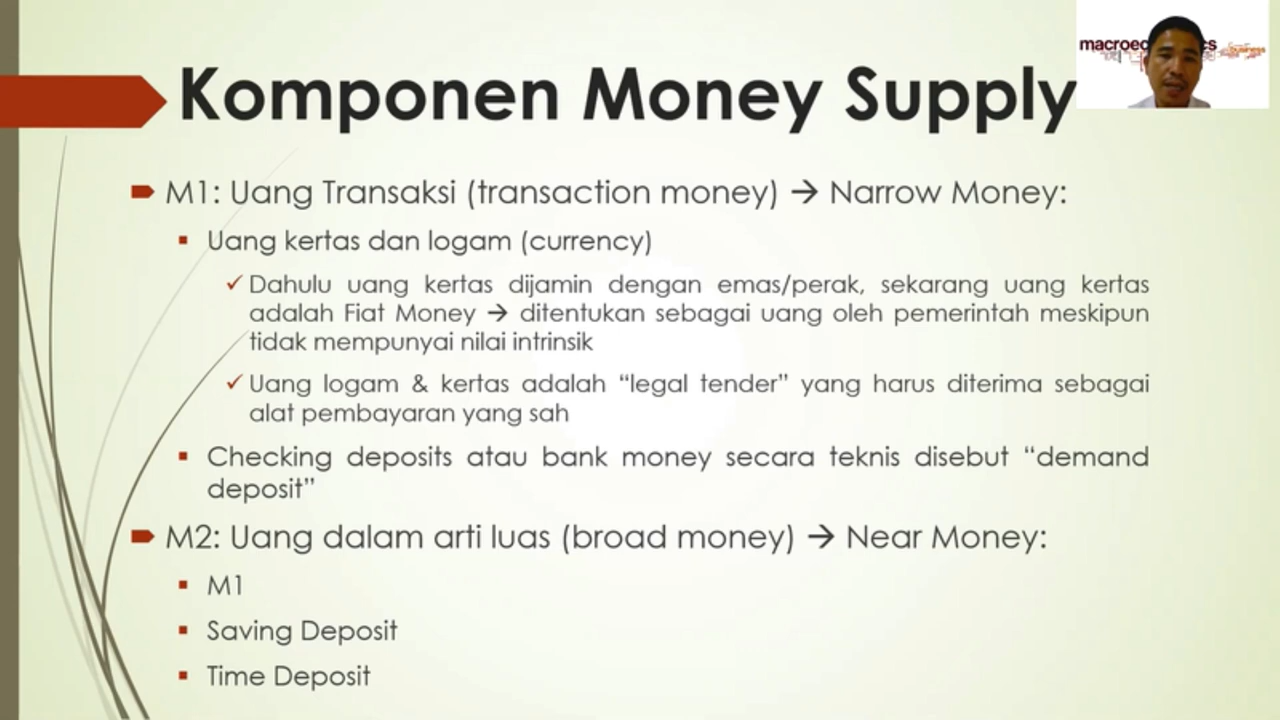 Komponen Money Supply
M1: Uang Transaksi (transaction money) → Narrow Money:
Uang kertas dan logam (currency)
Dahulu uang kertas dijamin dengan emas/perak, sekarang uang kertas
adalah Fiat Money → ditentukan sebagai uang oleh pemerintah meskipun
tidak mempunyai nilai intrinsik
Uang logam & kertas adalah “legal tender” yang harus diterima sebagai
alat pembayaran yang sah
Checking deposits atau bank money secara teknis disebut “demand
deposit”
M2: Uang dalam arti luas (broad money) → Near Money:
M1
Saving Deposit
Time Deposit